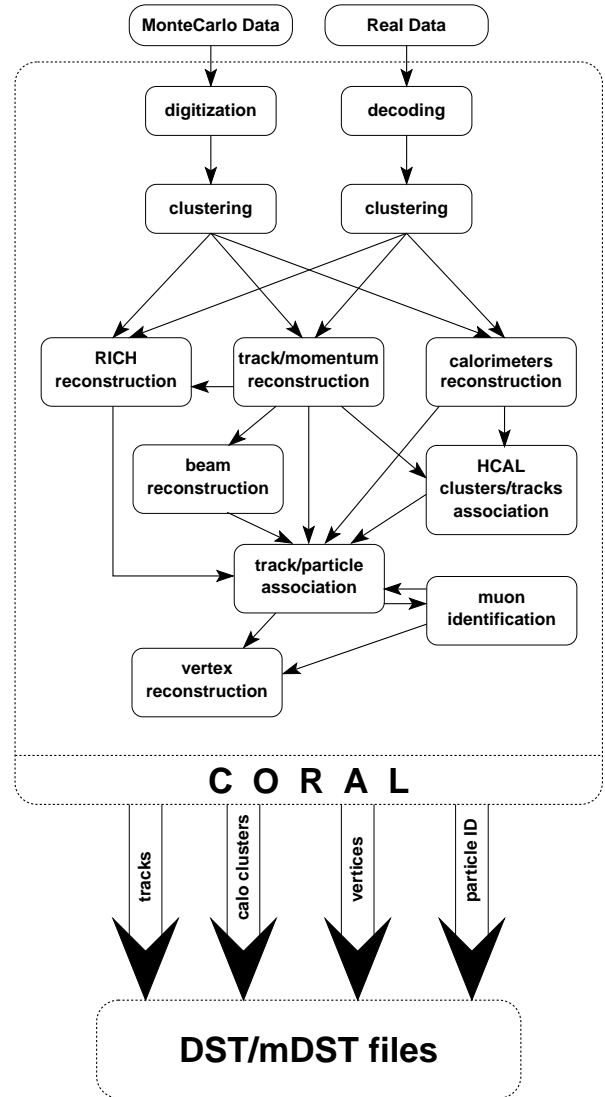 MonteCarlo Data
Real Data
digitization
decoding
clustering
clustering
RICH
reconstruction
track/momentum
reconstruction
calorimeters
reconstruction
beam
reconstruction
HCAL
clusters/tracks
association
track/particle
association
muon
identification
vertex
reconstruction
C O R A L
tracks
calo clusters
vertices
particle ID
DST/mDST files